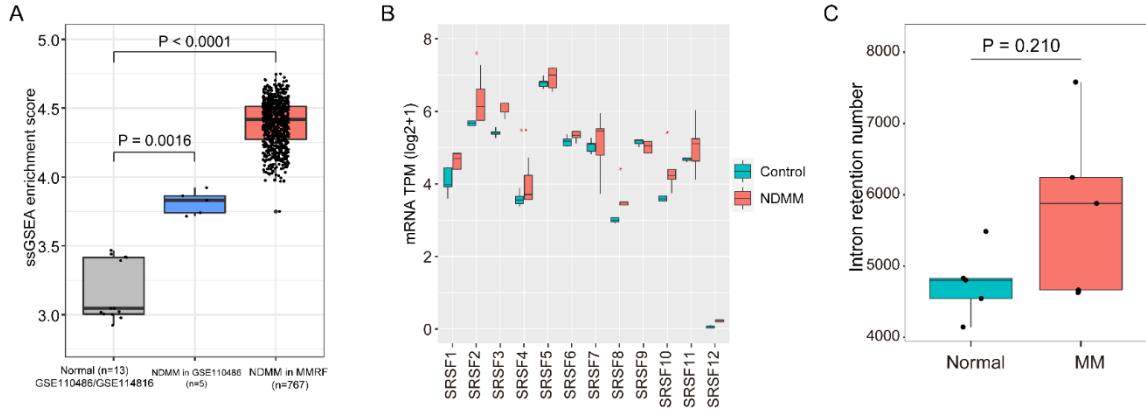 A
ssGSEA enrichment score
5.0
4.5
4.0
3.5
3.0
P < 0.0001
P = 0.0016
Normal (n=13)
GSE110486/GSE114816
NDMM in GSE110486
(n=5)
NDMM in MMRF
(n=767)
B
mRNA TPM (log2+1)
8
6
4
2
0
* ** * *
SRSF1
SRSF2
SRSF3
SRSF4
SRSF5
SRSF6
SRSF7
SRSF8
SRSF9
SRSF10
SRSF11
SRSF12
Control
NDMM
C
Intron retention number
8000
7000
6000
5000
4000
P = 0.210
Normal
MM